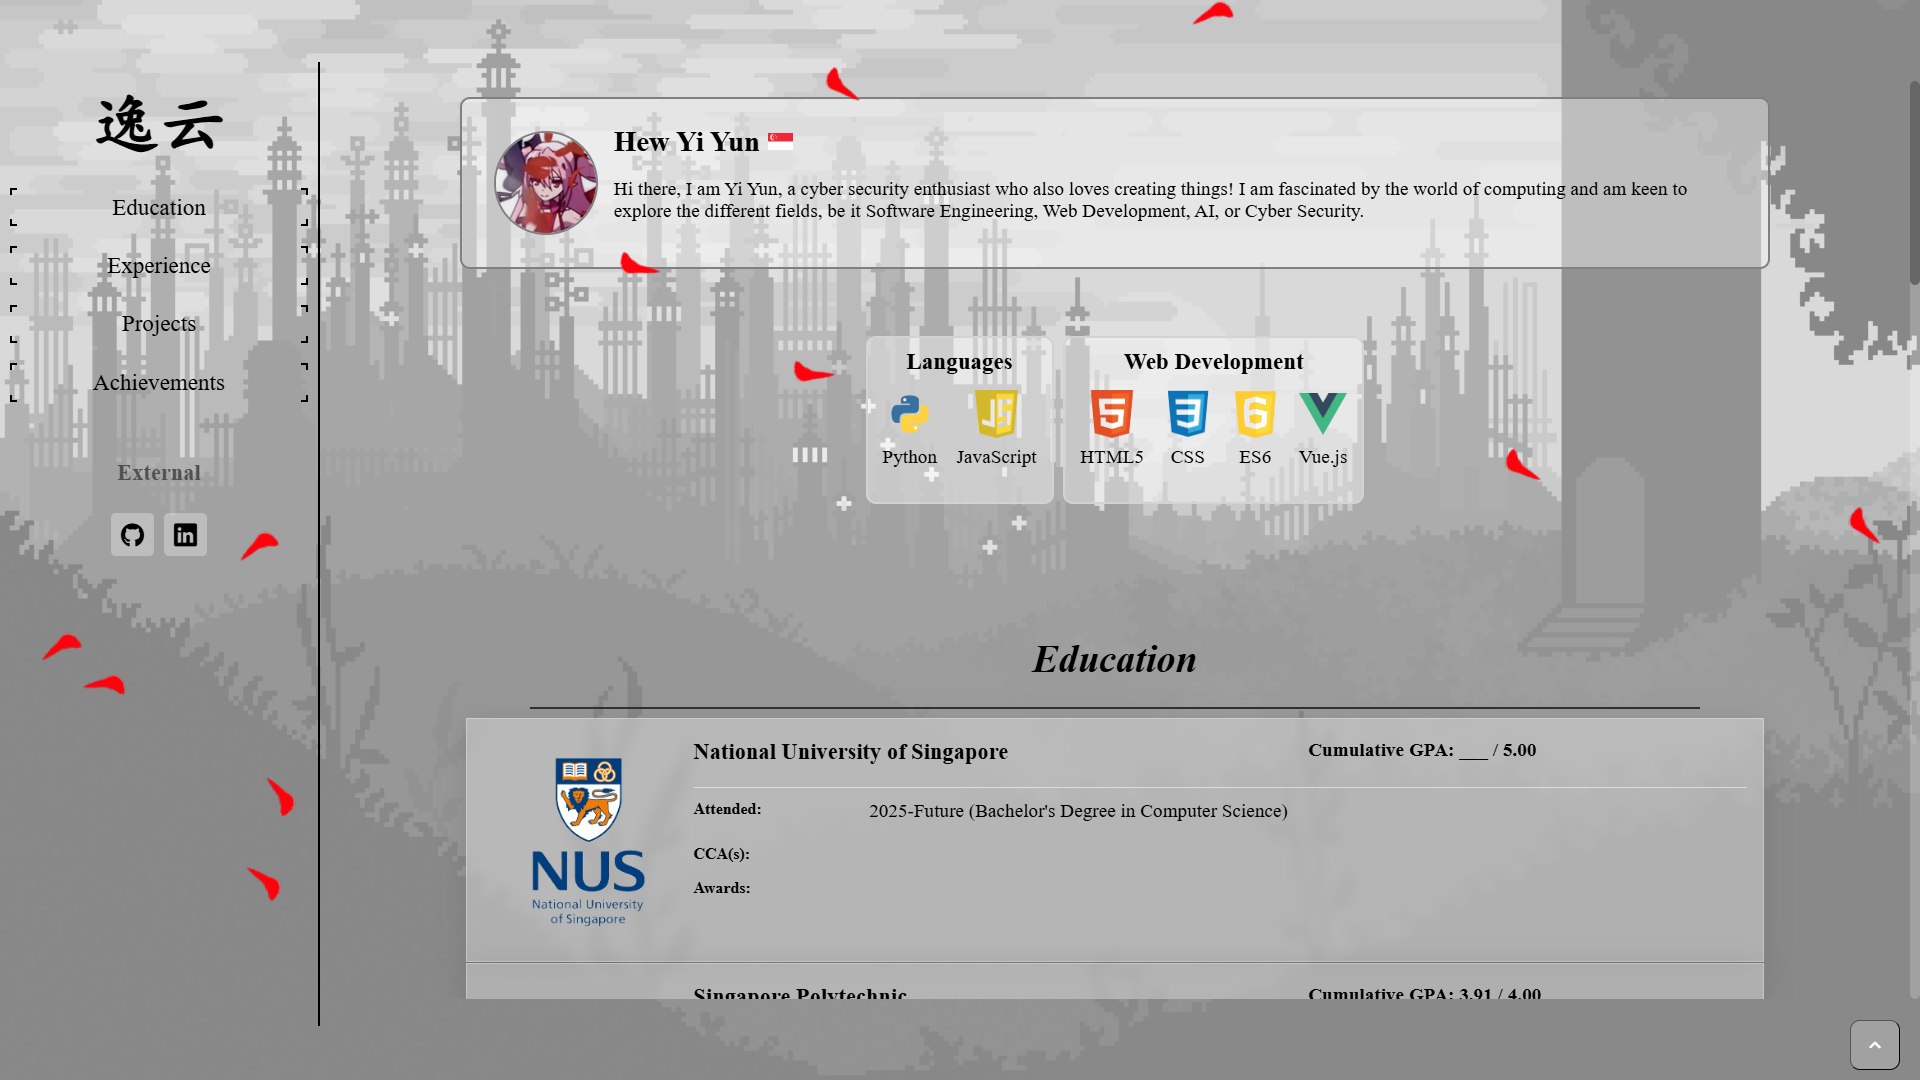 逸云
Education
Experience
Projects
Achievements
External
Hew Yi Yun
Hi there, I am Yi Yun, a cyber security enthusiast who also loves creating things! I am fascinated by the world of computing and am keen to
explore the different fields, be it Software Engineering, Web Development, AI, or Cyber Security.
Languages
Python
JS
JavaScript
Web Development
5
HTML5
3
CSS
6
ES6
Vue.js
Education
NUS
National University
of Singapore
National University of Singapore
Cumulative GPA: ___ / 5.00
Attended:
2025-Future (Bachelor's Degree in Computer Science)
CCA(s):
Awards:
Singapore Polytechnic
Cumulative GPA: 3.91 / 4.00